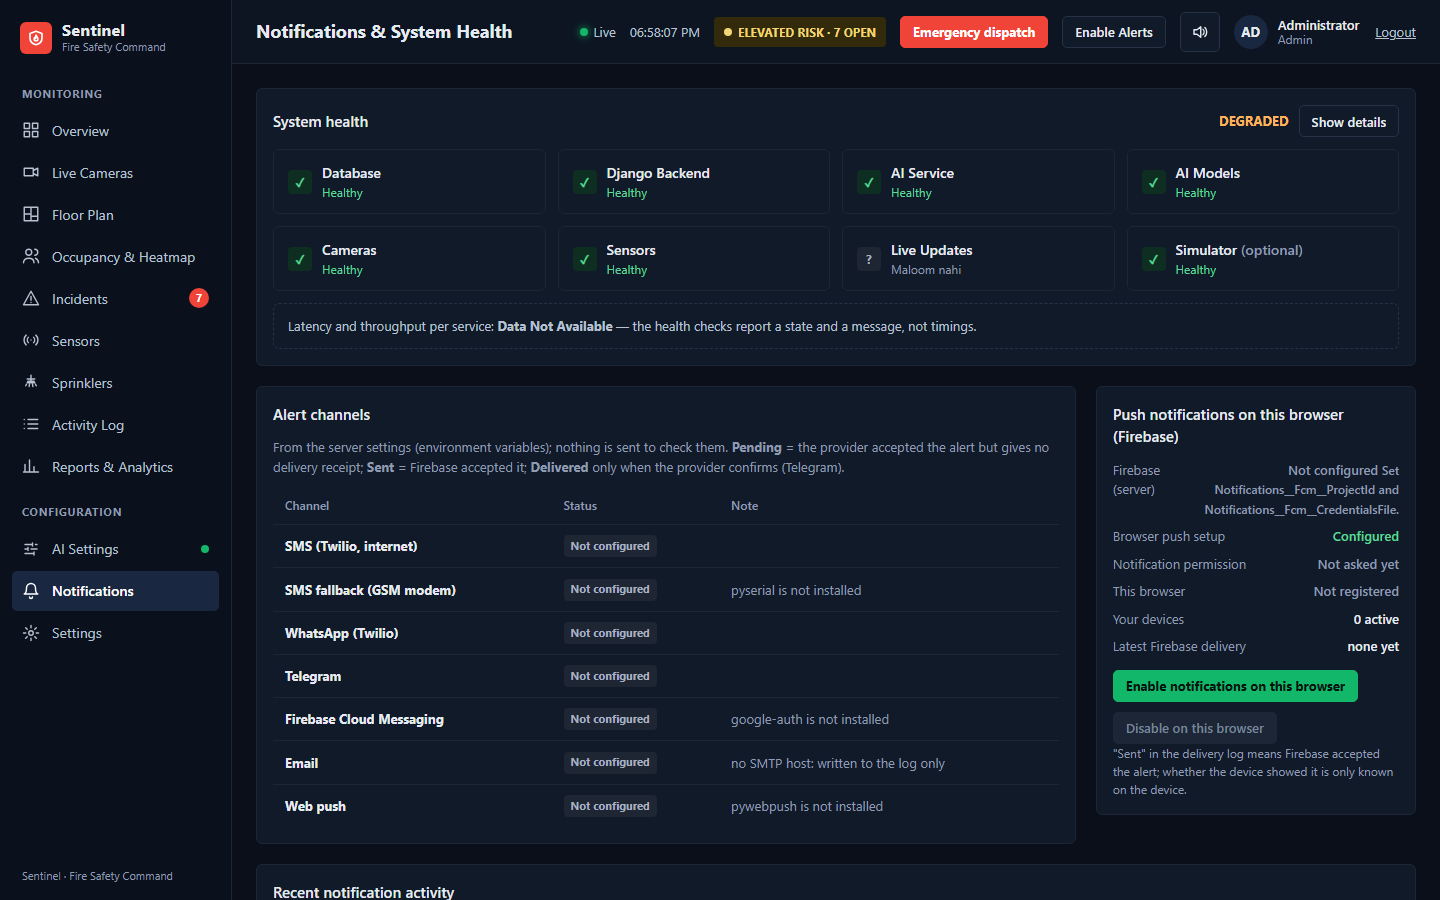 Sentinel
Fire Safety Command
MONITORING
Overview
Live Cameras
Floor Plan
Occupancy & Heatmap
Incidents
7
Sensors
Sprinklers
Activity Log
Reports & Analytics
CONFIGURATION
AI Settings
Notifications
Settings
Sentinel · Fire Safety Command
Notifications & System Health
Live
06:58:07 PM
ELEVATED RISK · 7 OPEN
Emergency dispatch
Enable Alerts
AD
Administrator
Admin
Logout
System health
DEGRADED
Show details
Database
Healthy
Django Backend
Healthy
AI Service
Healthy
AI Models
Healthy
Cameras
Healthy
Sensors
Healthy
?
Live Updates
Maloom nahi
Simulator (optional)
Healthy
Latency and throughput per service: Data Not Available — the health checks report a state and a message, not timings.
Alert channels
From the server settings (environment variables); nothing is sent to check them. Pending = the provider accepted the alert but gives no
delivery receipt; Sent = Firebase accepted it; Delivered only when the provider confirms (Telegram).
Channel Status Note
SMS (Twilio, internet) Not configured
SMS fallback (GSM modem) Not configured pyserial is not installed
WhatsApp (Twilio) Not configured
Telegram Not configured
Firebase Cloud Messaging Not configured google-auth is not installed
Email Not configured no SMTP host: written to the log only
Web push Not configured pywebpush is not installed
Push notifications on this browser
(Firebase)
Firebase
(server)
Not configured Set
Notifications__Fcm__ProjectId and
Notifications__Fcm__CredentialsFile.
Browser push setup Configured
Notification permission Not asked yet
This browser Not registered
Your devices 0 active
Latest Firebase delivery none yet
Enable notifications on this browser
Disable on this browser
"Sent" in the delivery log means Firebase accepted
the alert; whether the device showed it is only known
on the device.
Recent notification activity